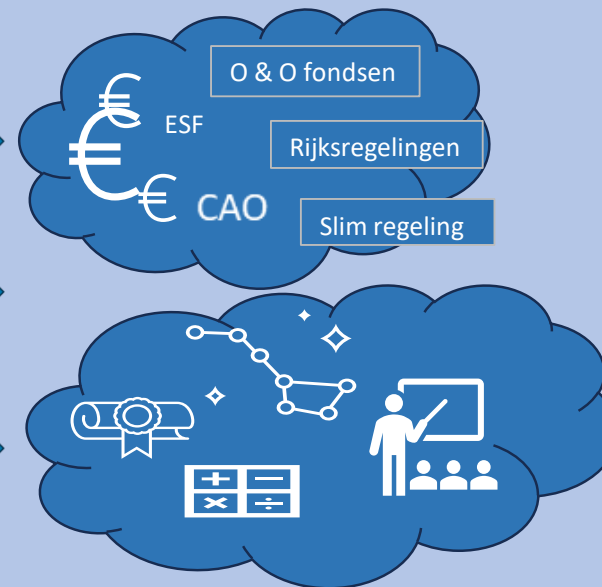 O & O fondsen
ESF
Rijksregelingen
CAO
Slim regeling